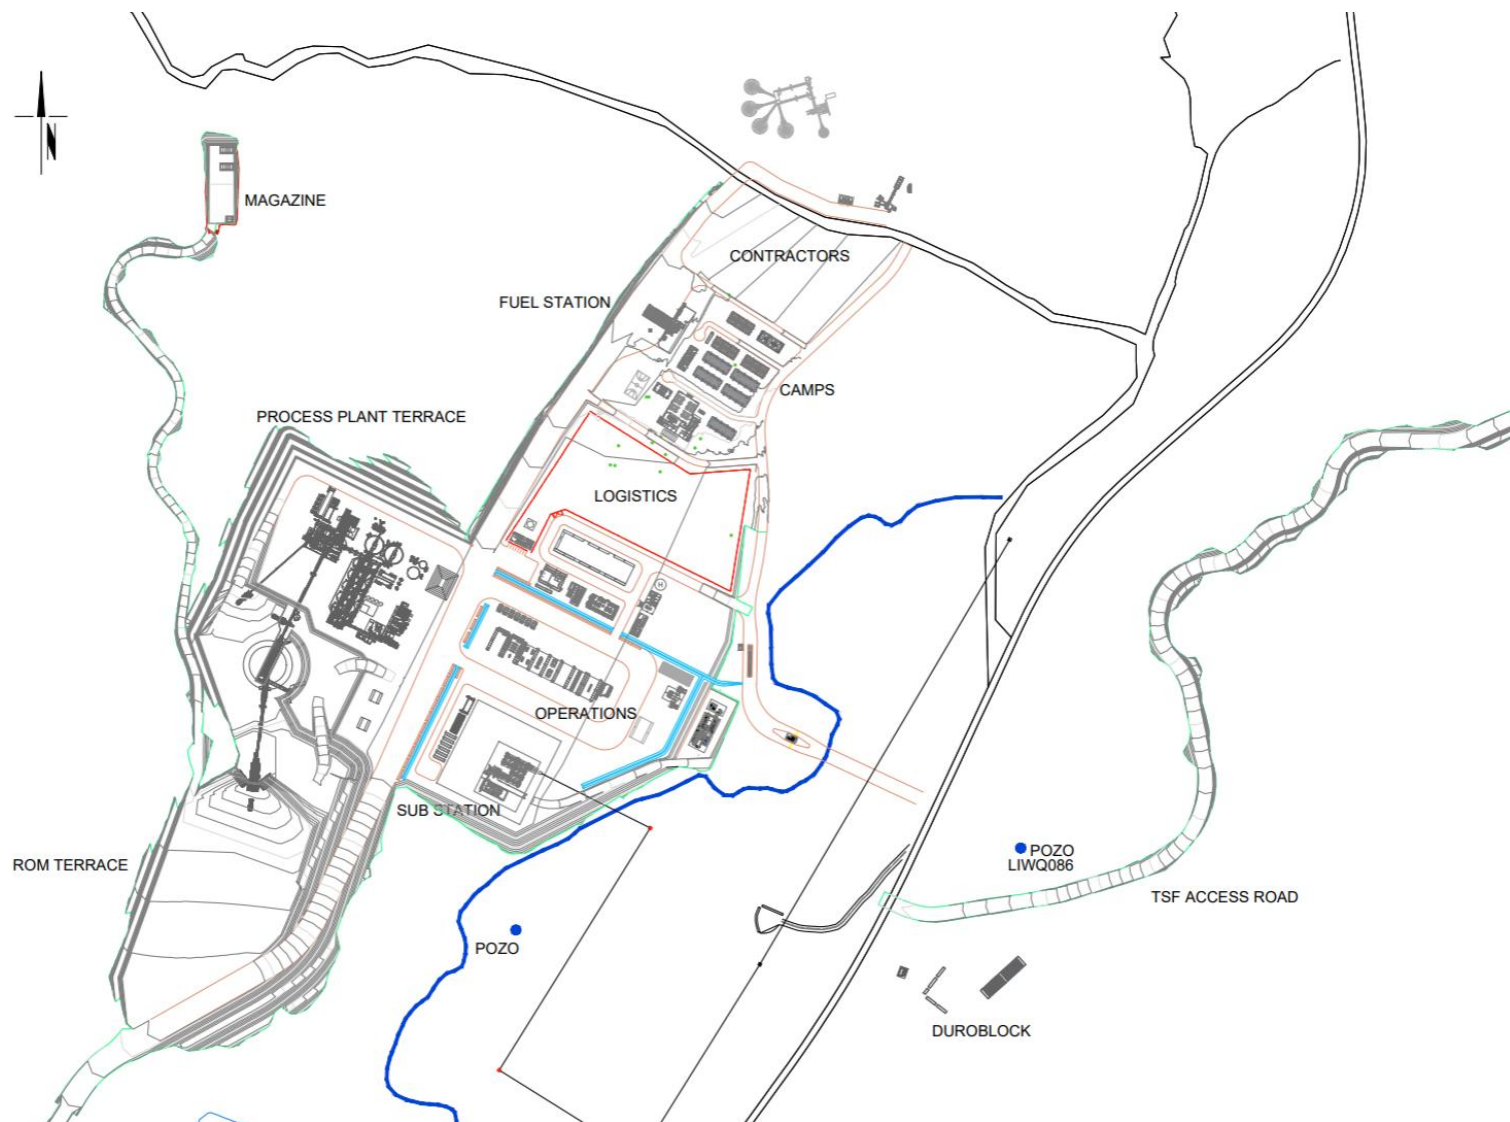 N
MAGAZINE
CONTRACTORS
FUEL STATION
CAMPS
PROCESS PLANT TERRACE
LOGISTICS
H
OPERATIONS
SUB STATION
ROM TERRACE
POZO
LIWQ086
TSF ACCESS ROAD
POZO
DUROBLOCK